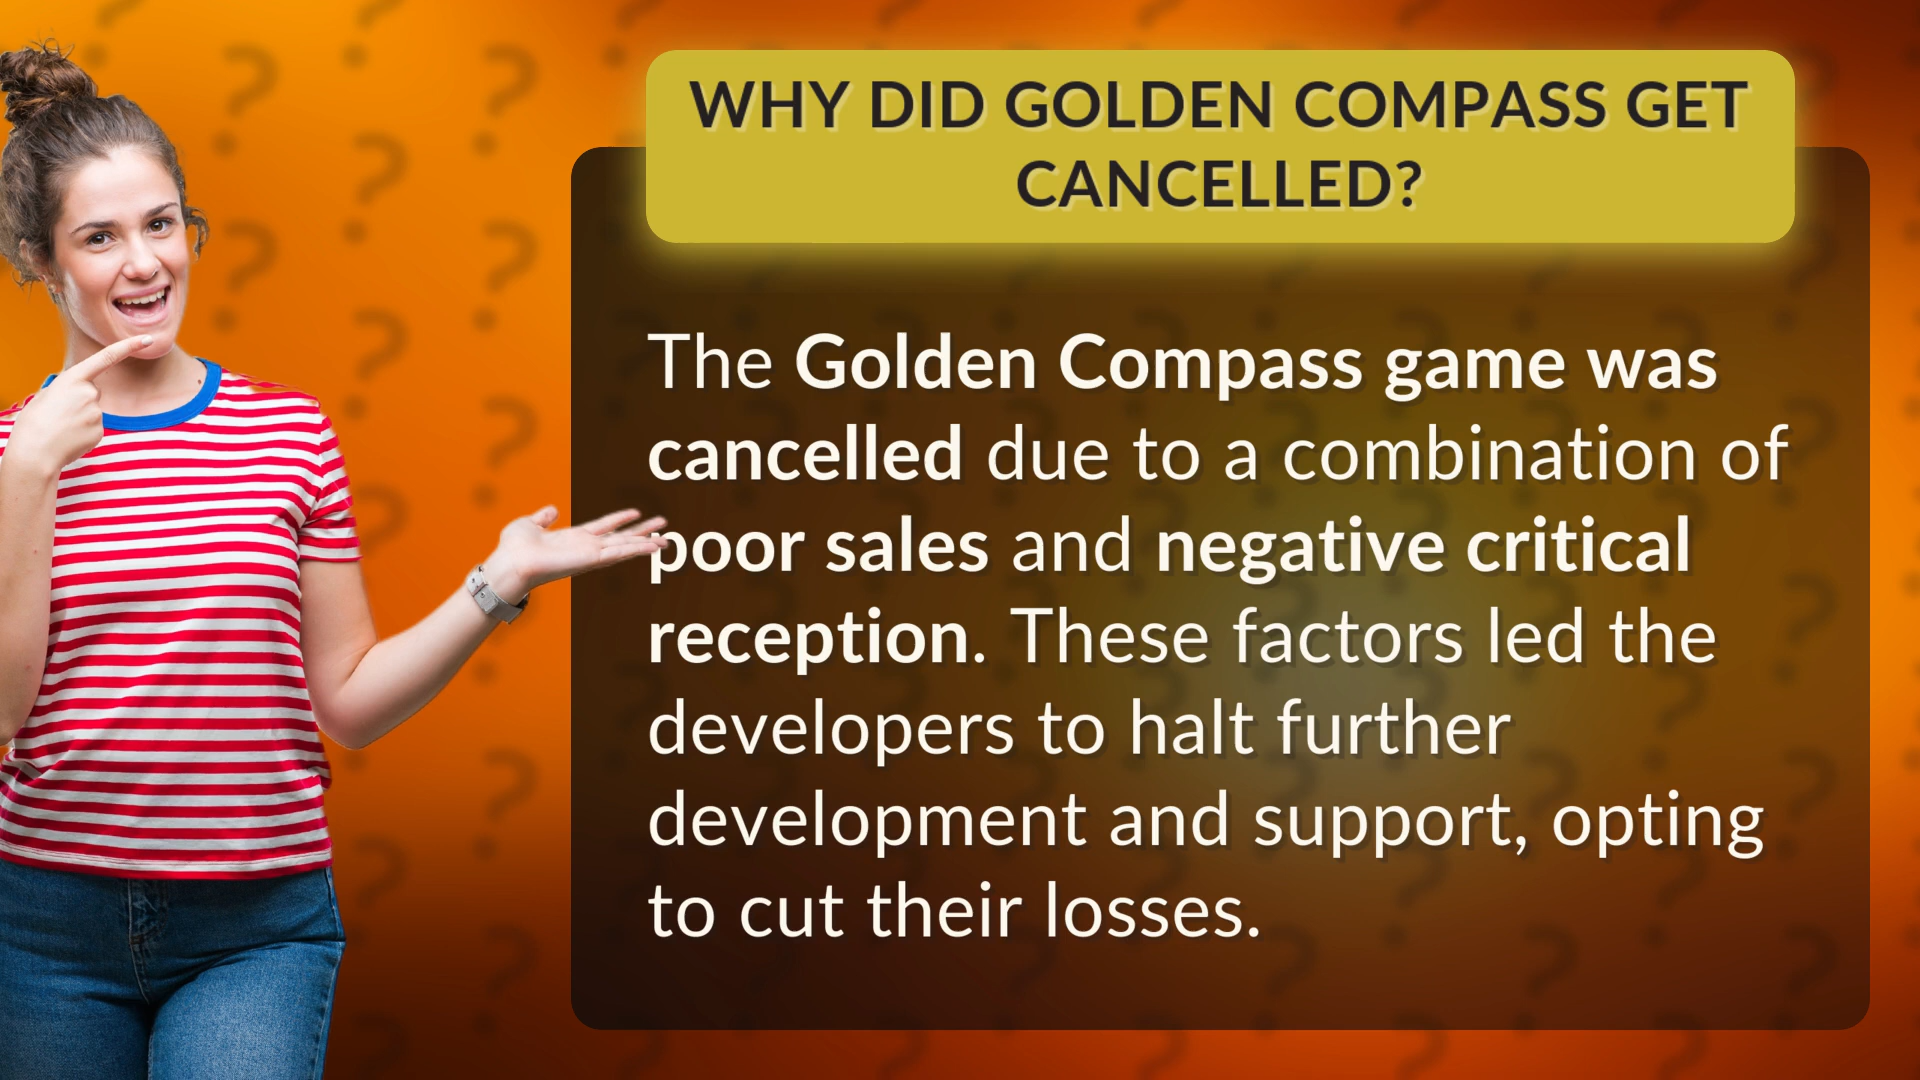 WHY DID GOLDEN COMPASS GET
CANCELLED?
The Golden Compass game was
cancelled due to a combination of
poor sales and negative critical
reception. These factors led the
developers to halt further
development and support, opting
to cut their losses.